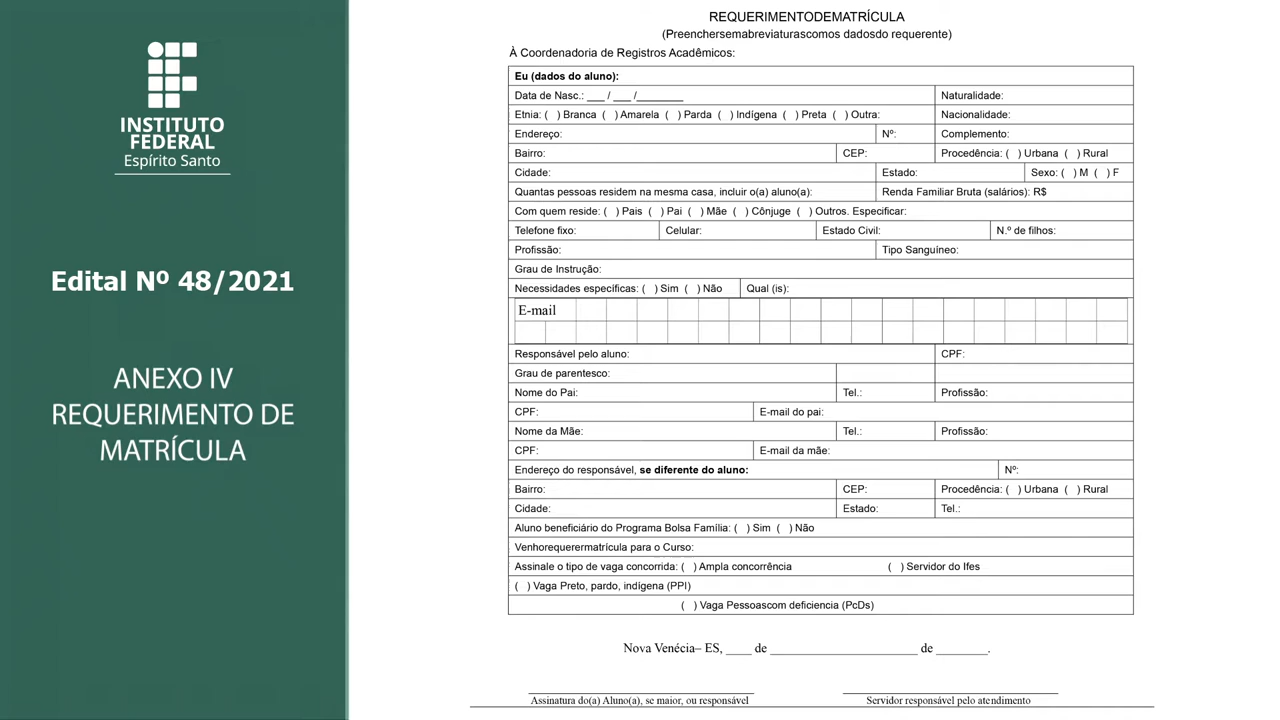 INSTITUTO
FEDERAL
Espírito Santo
Edital Nº 48/2021
ANEXO IV
REQUERIMENTO DE
MATRÍCULA
REQUERIMENTODEMATRÍCULA
(Preenchersemabreviaturascomos dadosdo requerente)
À Coordenadoria de Registros Acadêmicos:
Eu (dados do aluno):
Data de Nasc.: ___ / ___ /________ Naturalidade:
Etnia: ( ) Branca ( ) Amarela ( ) Parda ( ) Indígena ( ) Preta ( ) Outra: Nacionalidade:
Endereço: Nº: Complemento:
Bairro: CEP: Procedência: ( ) Urbana ( ) Rural
Cidade: Estado: Sexo: ( ) M ( ) F
Quantas pessoas residem na mesma casa, incluir o(a) aluno(a): Renda Familiar Bruta (salários): R$
Com quem reside: ( ) Pais ( ) Pai ( ) Mãe ( ) Cônjuge ( ) Outros. Especificar:
Telefone fixo: Celular: Estado Civil: N.º de filhos:
Profissão: Tipo Sanguíneo:
Grau de Instrução:
Necessidades específicas: ( ) Sim ( ) Não Qual (is):
E-mail
Responsável pelo aluno: CPF:
Grau de parentesco:
Nome do Pai: Tel.: Profissão:
CPF: E-mail do pai:
Nome da Mãe: Tel.: Profissão:
CPF: E-mail da mãe:
Endereço do responsável, se diferente do aluno: Nº:
Bairro: CEP: Procedência: ( ) Urbana ( ) Rural
Cidade: Estado: Tel.:
Aluno beneficiário do Programa Bolsa Família: ( ) Sim ( ) Não
Venhorequerermatrícula para o Curso:
Assinale o tipo de vaga concorrida: ( ) Ampla concorrência ( ) Servidor do Ifes
( ) Vaga Preto, pardo, indígena (PPI)
( ) Vaga Pessoascom deficiencia (PcDs)
Nova Venécia– ES, ____ de ______________________ de ________.
Assinatura do(a) Aluno(a), se maior, ou responsável Servidor responsável pelo atendimento